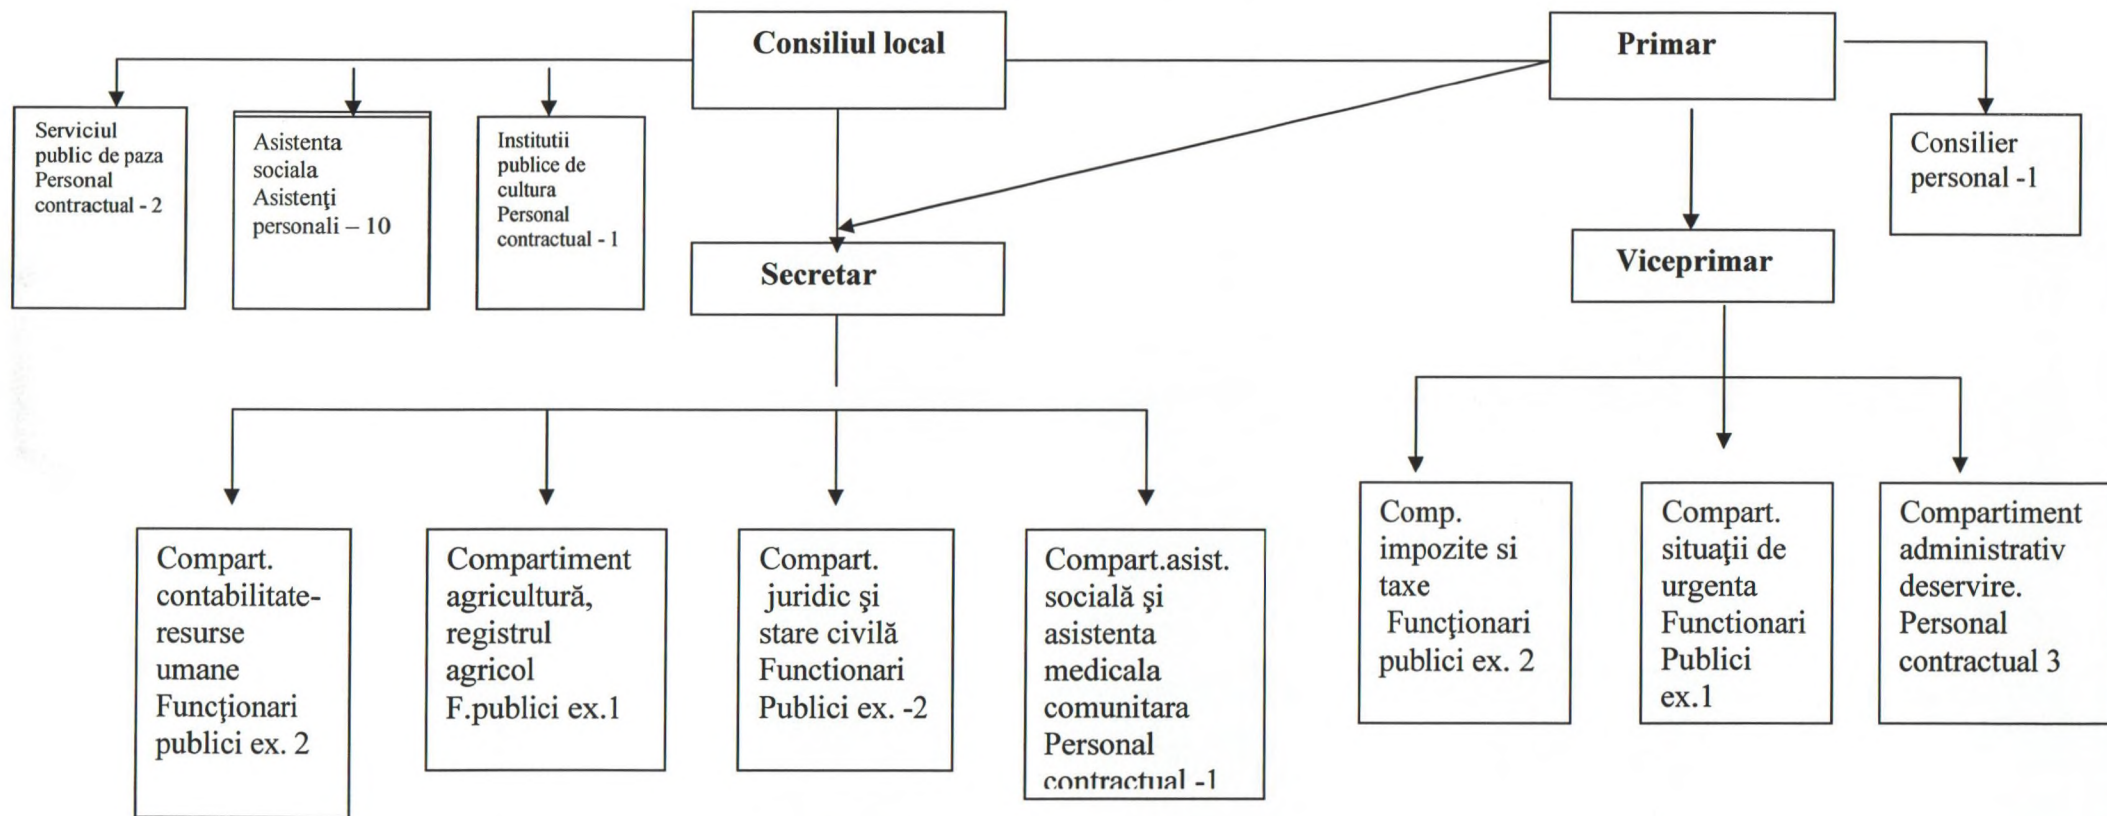 Consiliul local
Primar
Serviciul
public de paza
Personal
contractual - 2
Asistenta
sociala
Asistenţi
personali – 10
Institutii
publice de
cultura
Personal
contractual - 1
Consilier
personal -1
Secretar
Viceprimar
Compart.
contabilitate-
resurse
umane
Funcţionari
publici ex. 2
Compartiment
agricultură,
registrul
agricol
F.publici ex.1
Compart.
juridic şi
stare civilă
Functionari
Publici ex. -2
Compart.asist.
socială şi
asistenta
medicala
comunitara
Personal
contractual -1
Comp.
impozite si
taxe
Funcţionari
publici ex. 2
Compart.
situaţii de
urgenta
Functionari
Publici
ex.1
Compartiment
administrativ
deservire.
Personal
contractual 3